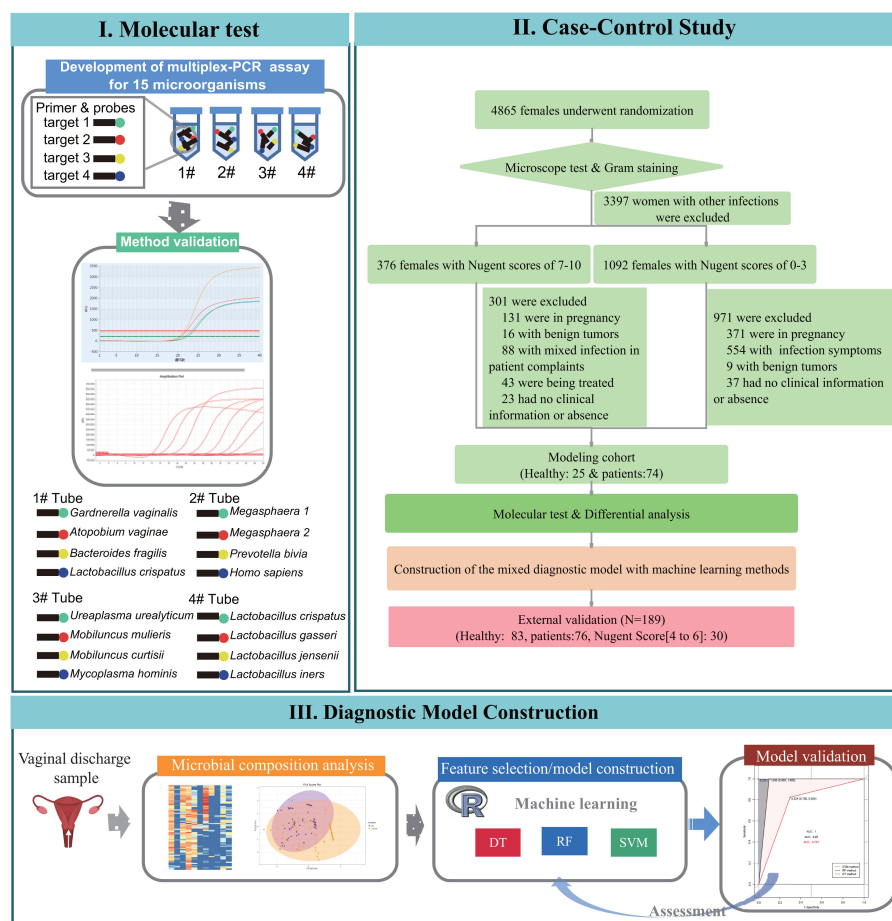 I. Molecular test
Development of multiplex-PCR assay
for 15 microorganisms
Primer & probes
target 1
target 2
target 3
target 4
1#
2#
3#
4#
Method validation
Amplification Plot
1# Tube
Gardnerella vaginalis
Atopobium vaginae
Bacteroides fragilis
Lactobacillus crispatus
2# Tube
Megasphaera 1
Megasphaera 2
Prevotella bivia
Homo sapiens
3# Tube
Ureaplasma urealyticum
Mobiluncus mulieris
Mobiluncus curtisii
Mycoplasma hominis
4# Tube
Lactobacillus crispatus
Lactobacillus gasseri
Lactobacillus jensenii
Lactobacillus iners
II. Case-Control Study
4865 females underwent randomization
Microscope test & Gram staining
3397 women with other infections
were excluded
376 females with Nugent scores of 7-10
1092 females with Nugent scores of 0-3
301 were excluded
131 were in pregnancy
16 with benign tumors
88 with mixed infection in
patient complaints
43 were being treated
23 had no clinical
information or absence
971 were excluded
371 were in pregnancy
554 with infection symptoms
9 with benign tumors
37 had no clinical information
or absence
Modeling cohort
(Healthy: 25 & patients:74)
Molecular test & Differential analysis
Construction of the mixed diagnostic model with machine learning methods
External validation (N=189)
(Healthy: 83, patients:76, Nugent Score[4 to 6]: 30)
III. Diagnostic Model Construction
Vaginal discharge
sample
Microbial composition analysis
Feature selection/model construction
R
Machine learning
DT
RF
SVM
Model validation
Assessment